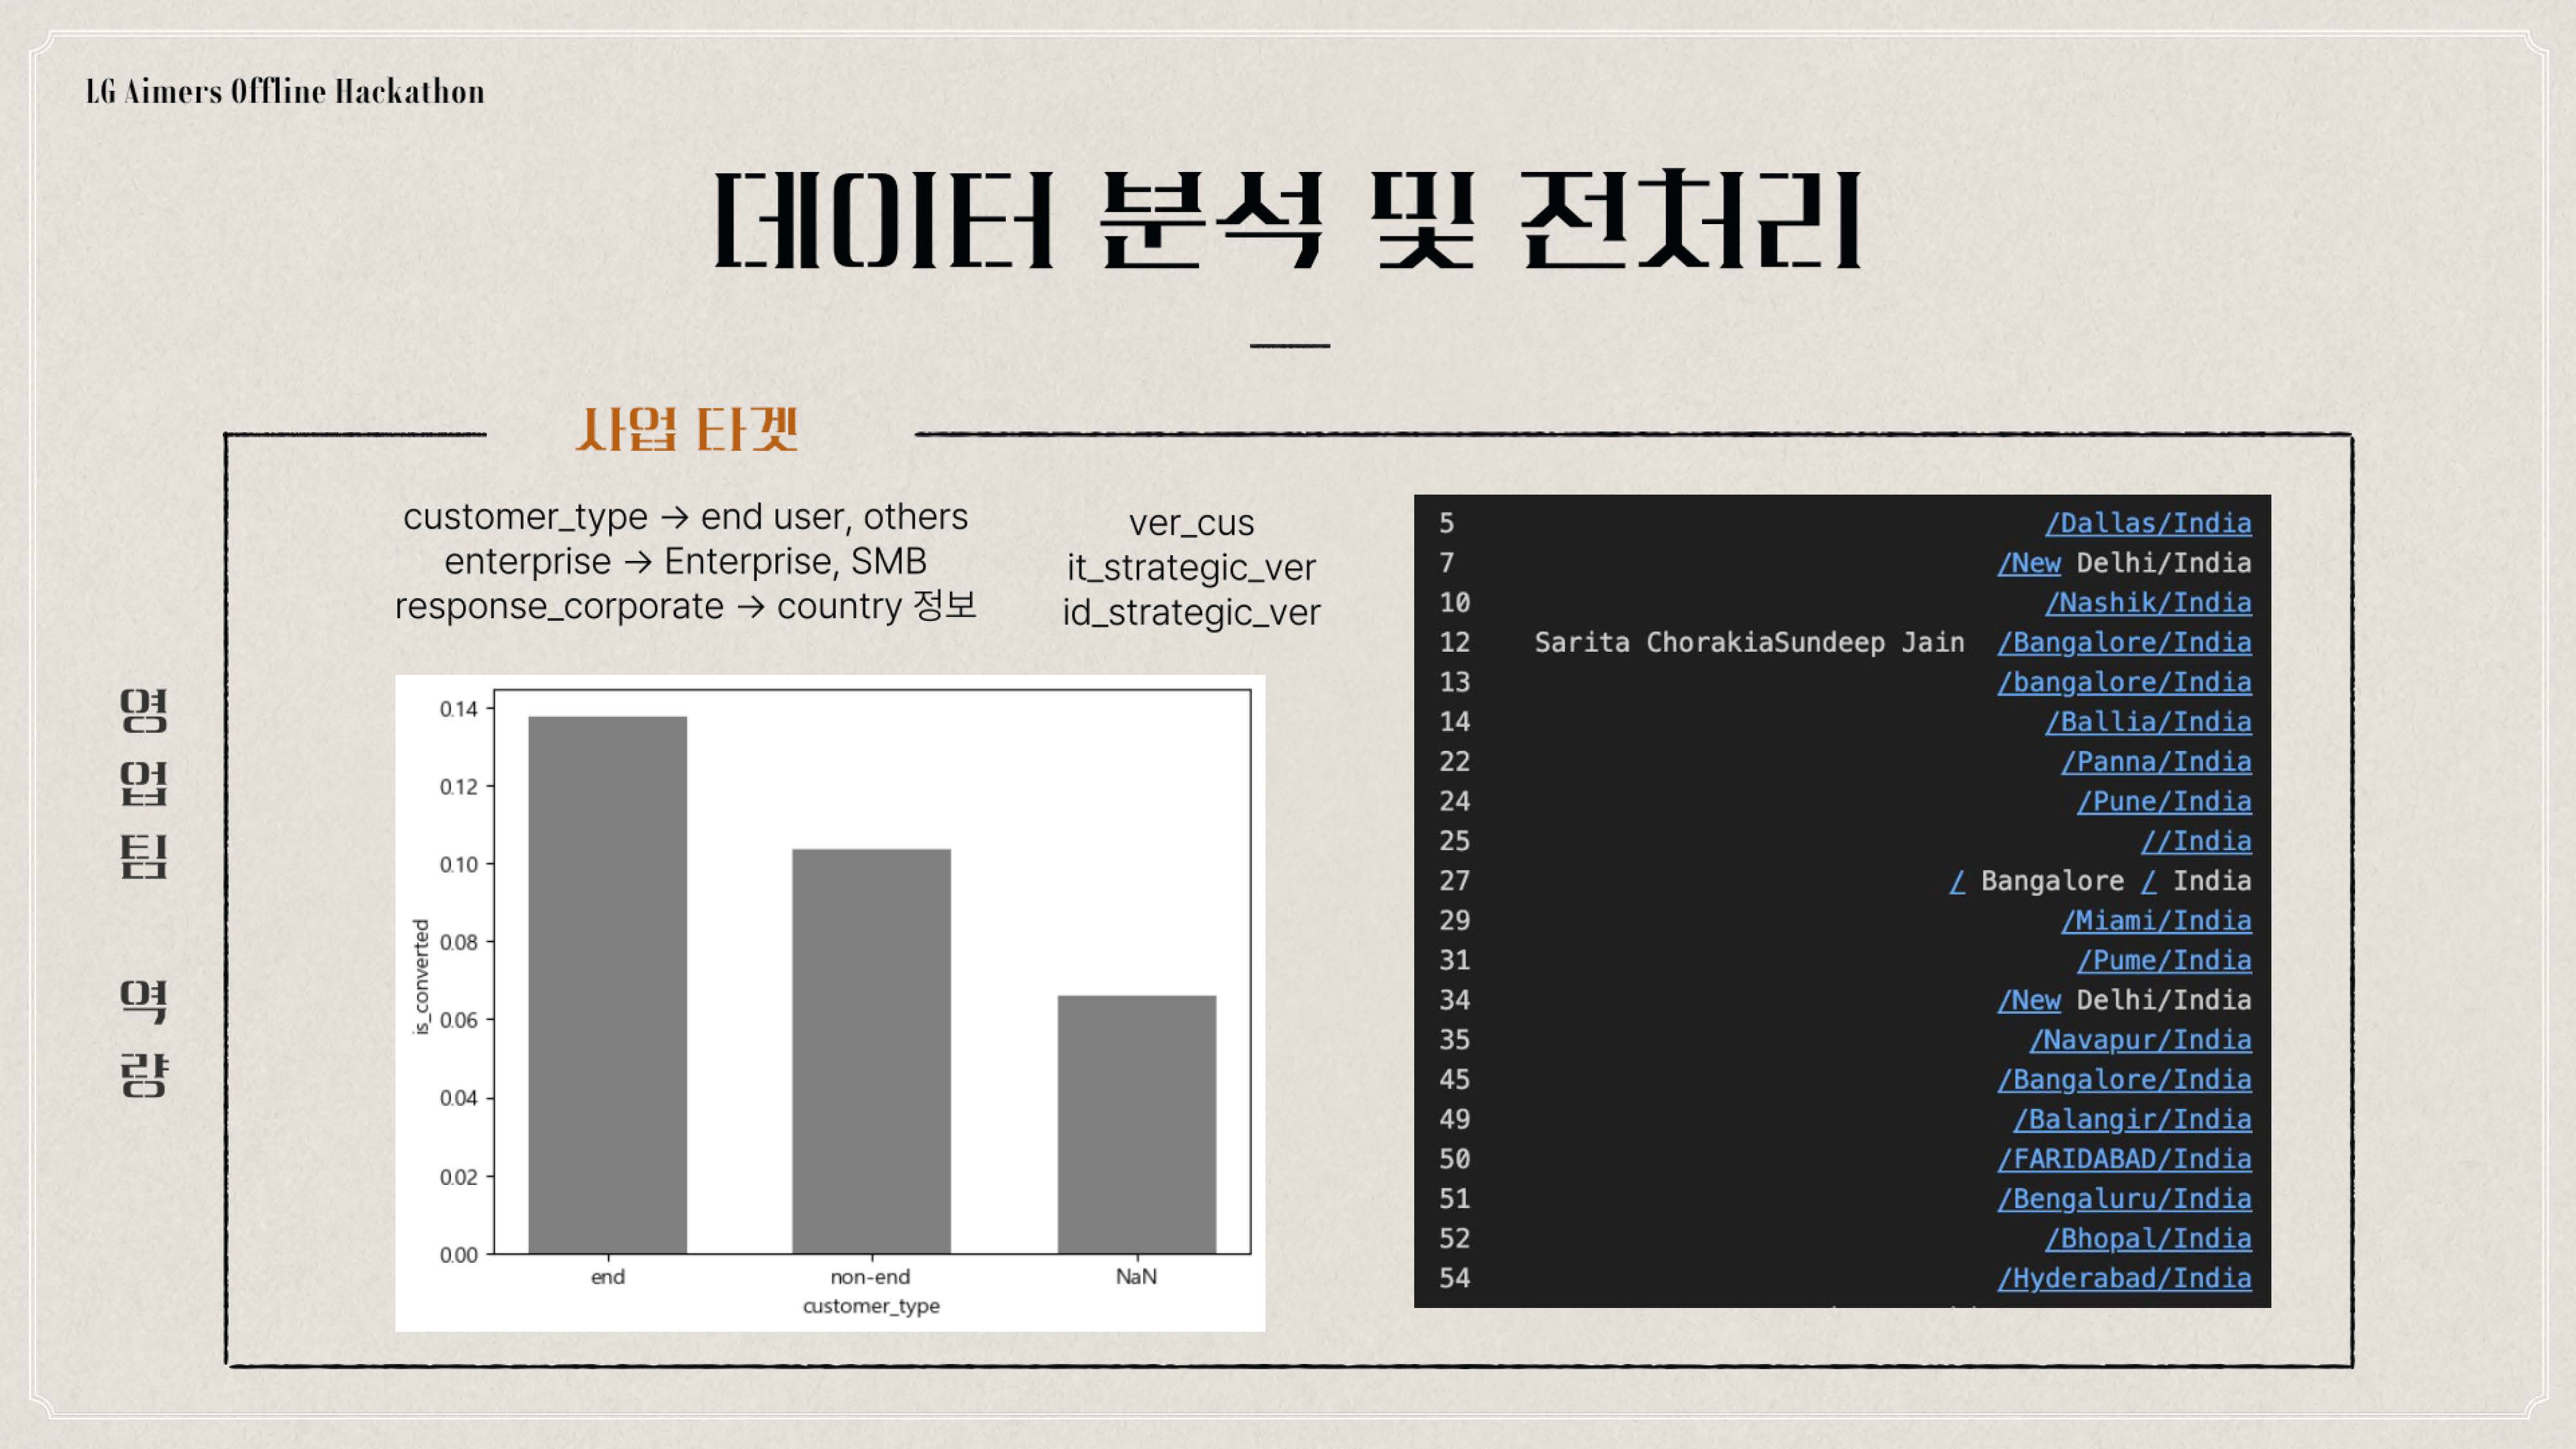 LG Aimers Offline Hackathon
데이터 분석 및 전처리
사업 타겟
customer_type → end user, others
enterprise → Enterprise, SMB
response_corporate → country 정보
ver_cus
it_strategic_ver
id_strategic_ver
영
업
팀
역
량
0.14
0.12
0.10
0.08
0.06
0.04
0.02
0.00
is_converted
end non-end NaN
customer_type
5 /Dallas/India
7 /New Delhi/India
10 /Nashik/India
12 Sarita ChorakiaSundeep Jain /Bangalore/India
13 /bangalore/India
14 /Ballia/India
22 /Panna/India
24 /Pune/India
25 //India
27 / Bangalore / India
29 /Miami/India
31 /Pume/India
34 /New Delhi/India
35 /Navapur/India
45 /Bangalore/India
49 /Balangir/India
50 /FARIDABAD/India
51 /Bengaluru/India
52 /Bhopal/India
54 /Hyderabad/India